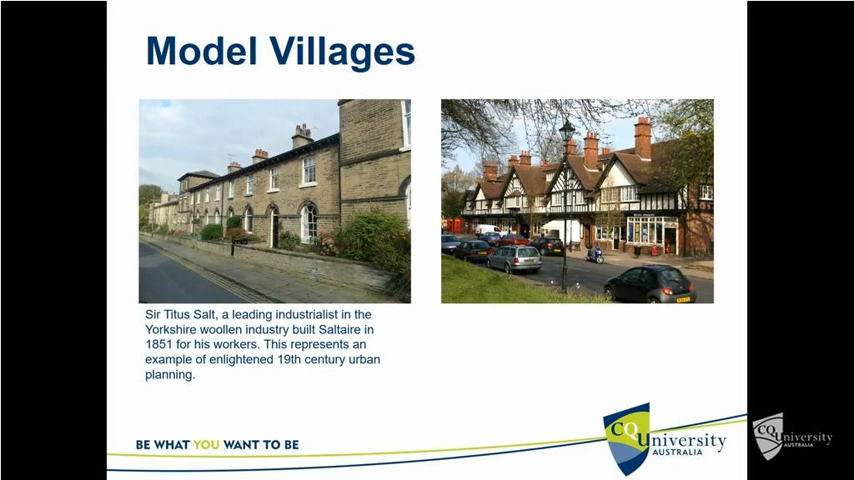 Model Villages
Sir Titus Salt, a leading industrialist in the
Yorkshire woollen industry built Saltaire in
1851 for his workers. This represents an
example of enlightened 19th century urban
planning.
BE WHAT YOU WANT TO BE
CQUniversity
AUSTRALIA
CQUniversity
AUSTRALIA